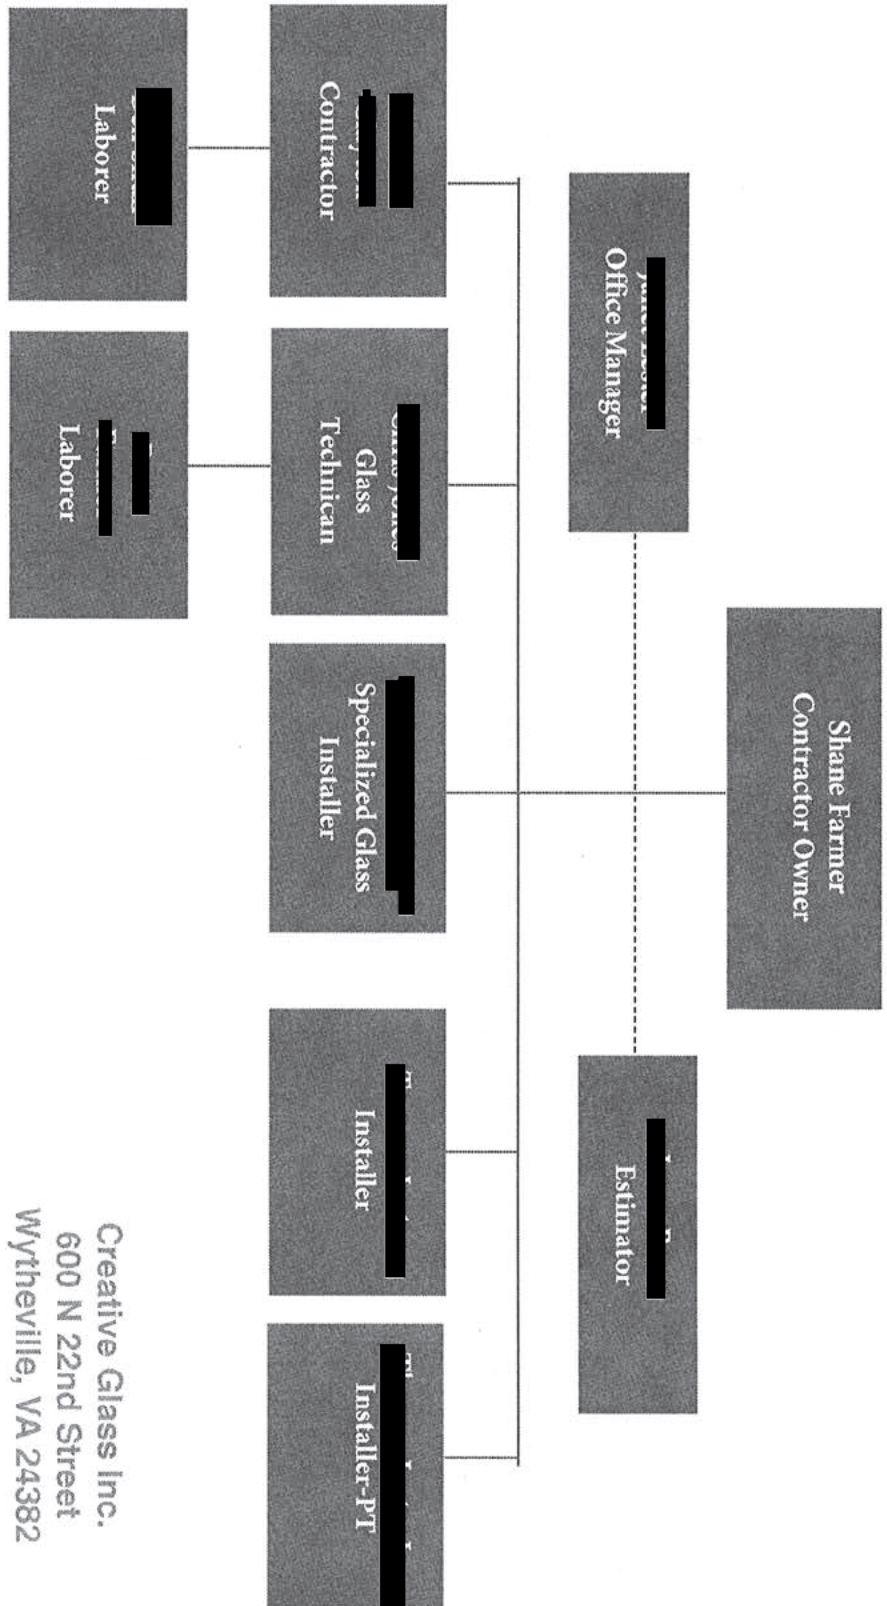 Shane Farmer
Contractor Owner
Office Manager
Estimator
Contractor
Glass
Technican
Specialized Glass
Installer
Installer
Installer-PT
Laborer
Laborer
Creative Glass Inc.
600 N 22nd Street
Wytheville, VA 24382